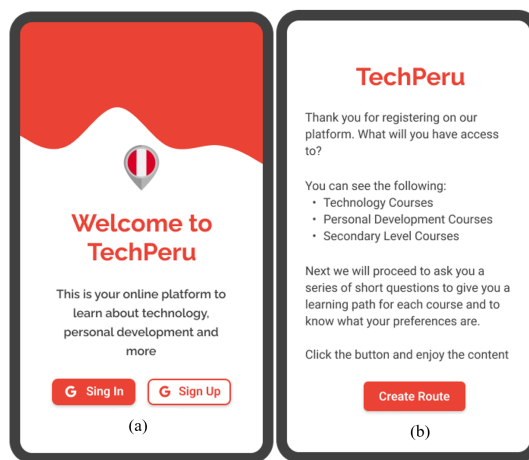 Welcome to
TechPeru
This is your online platform to
learn about technology,
personal development and
more
G Sing In
G Sign Up
(a)
TechPeru
Thank you for registering on our
platform. What will you have access
to?
You can see the following:
• Technology Courses
• Personal Development Courses
• Secondary Level Courses
Next we will proceed to ask you a
series of short questions to give you a
learning path for each course and to
know what your preferences are.
Click the button and enjoy the content
Create Route
(b)